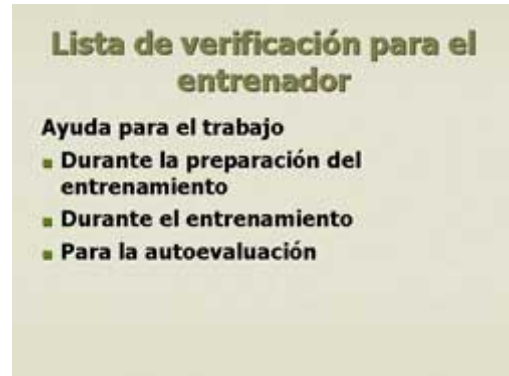 Lista de verificación para el
entrenador
Ayuda para el trabajo
▪ Durante la preparación del
entrenamiento
▪ Durante el entrenamiento
▪ Para la autoevaluación